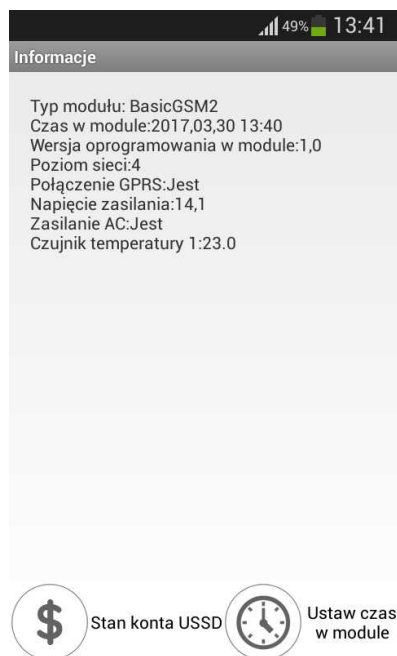 49% 13:41
Informacje
Typ modułu: BasicGSM2
Czas w module:2017,03,30 13:40
Wersja oprogramowania w module:1,0
Poziom sieci:4
Połączenie GPRS:Jest
Napięcie zasilania:14,1
Zasilanie AC:Jest
Czujnik temperatury 1:23.0
$ Stan konta USSD
Ustaw czas
w module